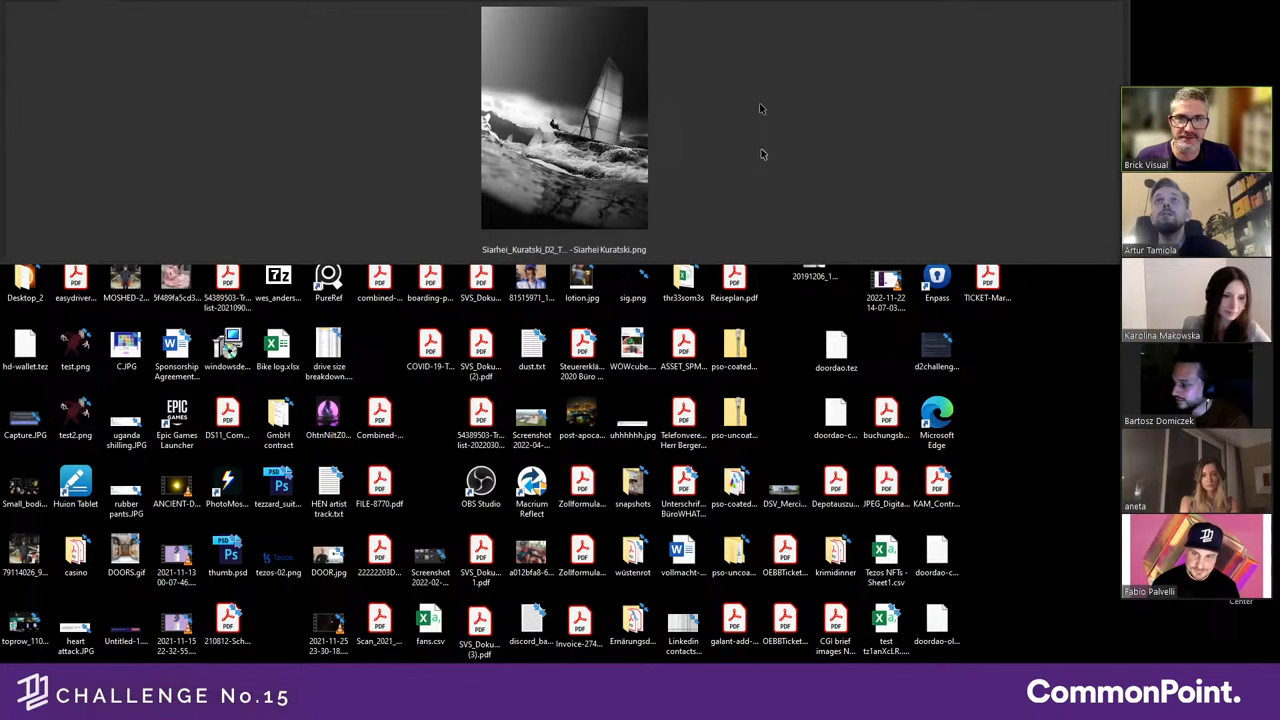 Siarhei_Kuratski_D2_T... - Siarhei Kuratski.png
Brick Visual
Artur Tamiola
Karolina Makowska
Bartosz Domiczek
aneta
Fabio Palvelli
Center
Desktop_2
easydriver...
MOSHED-2...
5f489fa5cd3...
54389503-Tr...
list-2021090...
wes_anders...
PureRef
combined-...
boarding-p...
SVS_Doku...
81515971_1...
lotion.jpg
sig.png
thr33som3s
Reiseplan.pdf
20191206_1...
2022-11-22
14-07-03....
Enpass
TICKET-Mar...
hd-wallet.tez
test.png
C.JPG
Sponsorship
Agreement...
windowsde...
Bike log.xlsx
drive size
breakdown....
COVID-19-T...
SVS_Doku...
(2).pdf
dust.txt
Steuererklä...
2020 Büro ...
WOWcube....
ASSET_SPM...
pso-coated...
doordao.tez
d2challeng...
Capture.JPG
test2.png
uganda
shilling.JPG
Epic Games
Launcher
DS11_Com...
GmbH
contract
OhtnNiltZ0...
Combined-...
54389503-Tr...
list-2022030...
Screenshot
2022-04-...
post-apoca...
uhhhhhh.jpg
Telefonvere...
Herr Berger...
pso-uncoat...
doordao-c...
buchungsb...
Microsoft
Edge
Small_bodi...
Huion Tablet
rubber
pants.JPG
ANCIENT-D...
PhotoMos...
tezzard_suit...
HEN artist
track.txt
FILE-8770.pdf
OBS Studio
Macrium
Reflect
Zollformula...
snapshots
Unterschrif...
BüroWHAT...
pso-coated...
DSV_Merci...
Depotauszu...
JPEG_Digita...
KAM_Contr...
79114026_9...
casino
DOORS.gif
2021-11-13
00-07-46....
thumb.psd
tezos-02.png
DOOR.jpg
22222203D...
Screenshot
2022-02-...
SVS_Doku...
1.pdf
a012bfa8-6...
Zollformula...
wüstenrot
vollmacht-...
pso-uncoa...
OEBBTicket...
krimidinner
Tezos NFTs -
Sheet1.csv
doordao-c...
toprow_110...
heart
attack.JPG
Untitled-1....
2021-11-15
22-32-55....
210812-Sch...
2021-11-25
23-30-18....
Scan_2021_...
fans.csv
SVS_Doku...
(3).pdf
discord_ba...
Invoice-274...
Ernärungsd...
Linkedin
contacts...
galant-add-...
OEBBTicket...
CGI brief
images N...
test
tz1anXcLR....
doordao-ol...
CHALLENGE No.15
CommonPoint.